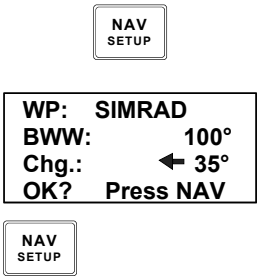 NAV
SETUP
WP: SIMRAD
BWW: 100°
Chg.: 🡸 35°
OK? Press NAV
NAV
SETUP